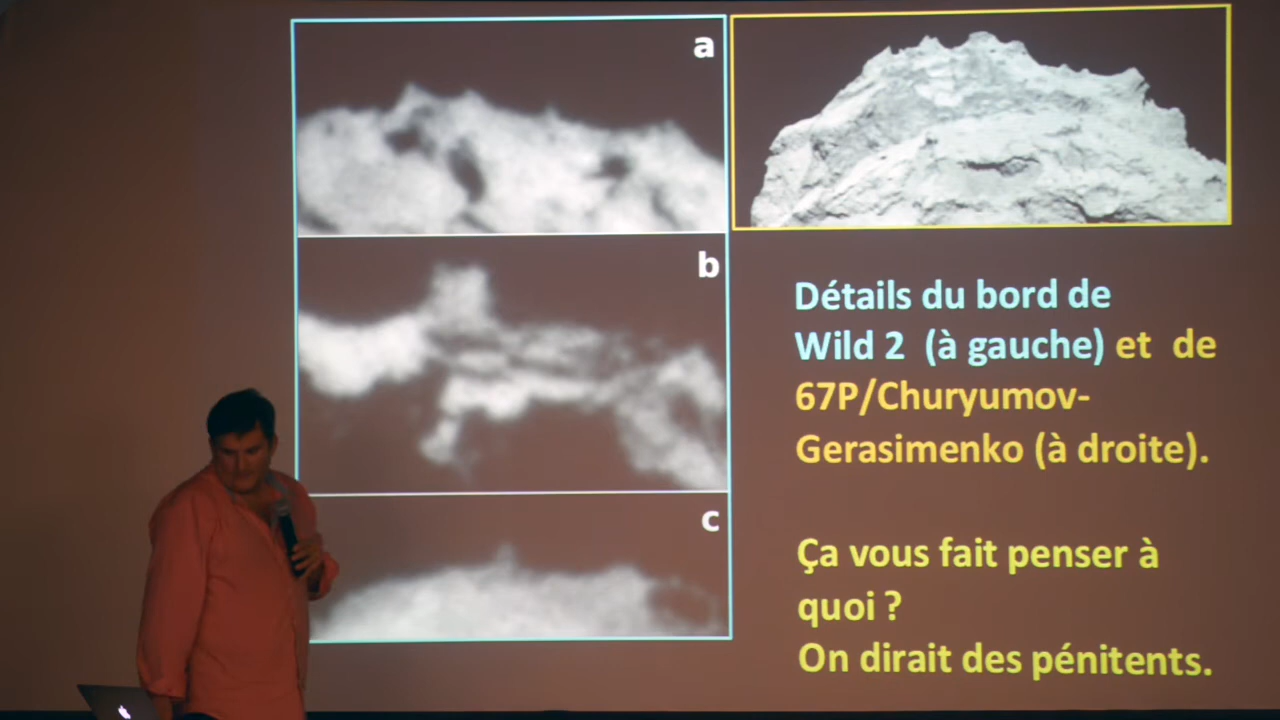 a
b
c
Détails du bord de
Wild 2 (à gauche) et de
67P/Churyumov-
Gerasimenko (à droite).
Ça vous fait penser à
quoi ?
On dirait des pénitents.